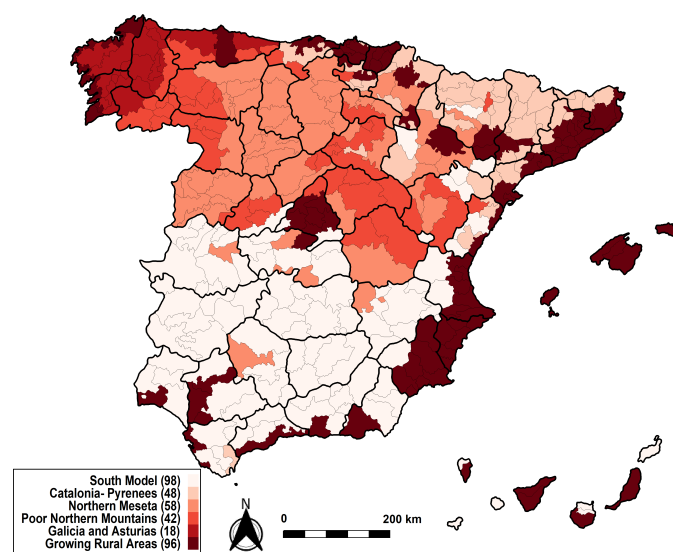 South Model (98)
Catalonia- Pyrenees (48)
Northern Meseta (58)
Poor Northern Mountains (42)
Galicia and Asturias (18)
Growing Rural Areas (96)
N
0 200 km